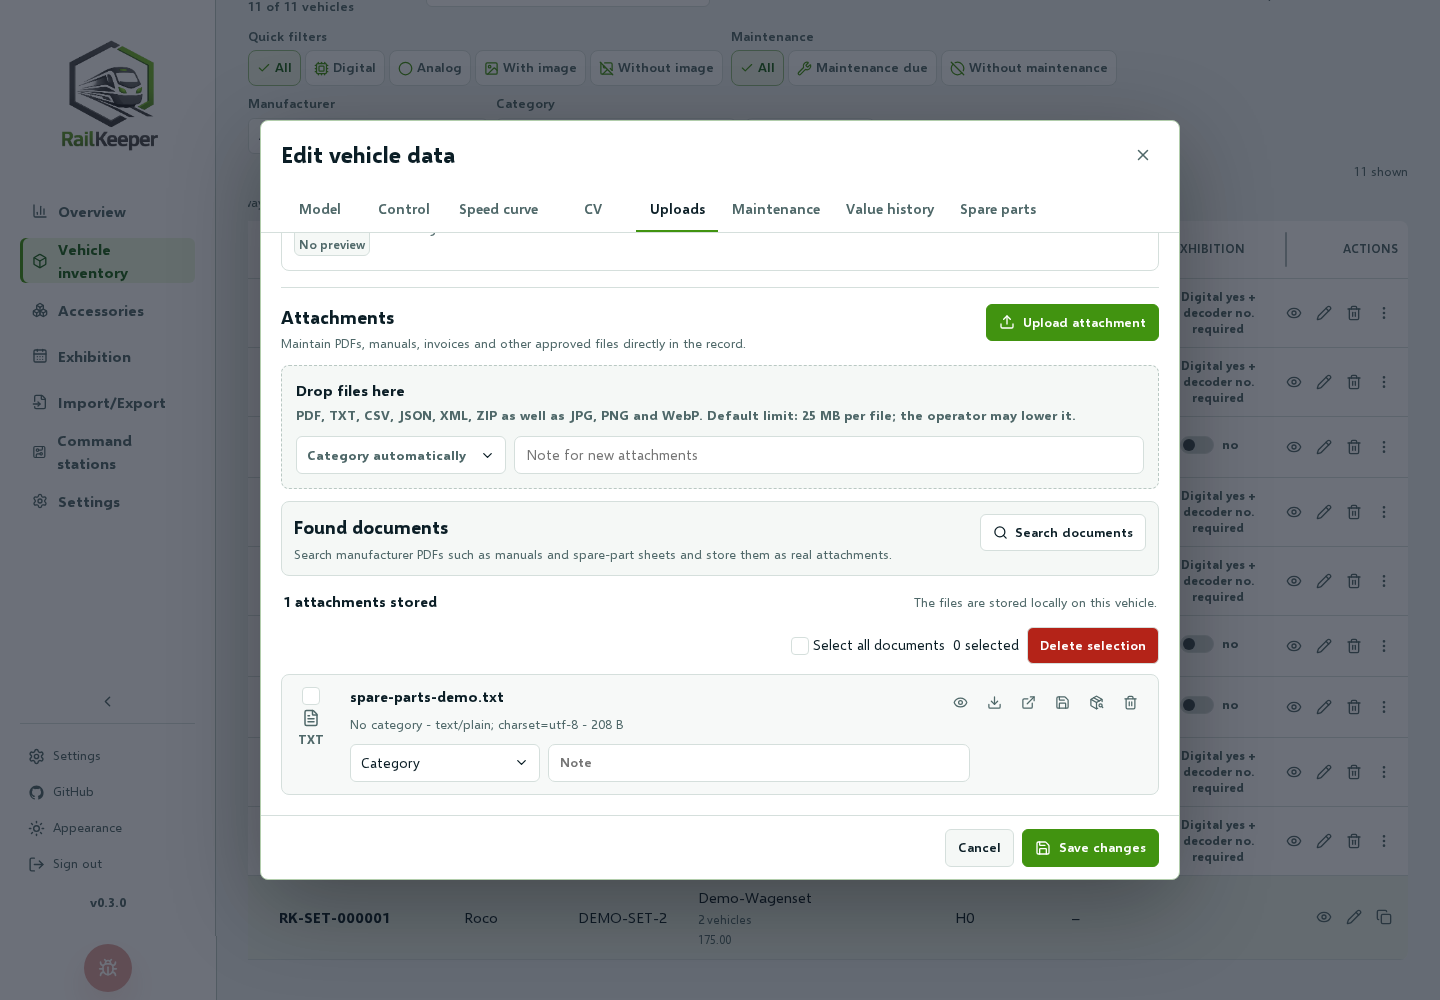 11 of 11 vehicles
Quick filters
Maintenance
All
Digital
Analog
With image
Without image
All
Maintenance due
Without maintenance
Manufacturer
Category
RailKeeper
11 shown
Overview
Vehicle
inventory
Accessories
Exhibition
Import/Export
Command
stations
Settings
Settings
GitHub
Appearance
Sign out
v0.3.0
Edit vehicle data
Model
Control
Speed curve
CV
Uploads
Maintenance
Value history
Spare parts
No preview
Attachments
Upload attachment
Maintain PDFs, manuals, invoices and other approved files directly in the record.
Drop files here
PDF, TXT, CSV, JSON, XML, ZIP as well as JPG, PNG and WebP. Default limit: 25 MB per file; the operator may lower it.
Category automatically
Note for new attachments
Found documents
Search documents
Search manufacturer PDFs such as manuals and spare-part sheets and store them as real attachments.
1 attachments stored
The files are stored locally on this vehicle.
Select all documents
0 selected
Delete selection
spare-parts-demo.txt
TXT
No category - text/plain; charset=utf-8 - 208 B
Category
Note
Cancel
Save changes
ACTIONS
Digital yes +
decoder no.
required
Digital yes +
decoder no.
required
no
Digital yes +
decoder no.
required
Digital yes +
decoder no.
required
no
no
Digital yes +
decoder no.
required
Digital yes +
decoder no.
required
RK-SET-000001
Roco
DEMO-SET-2
Demo-Wagenset
2 vehicles
175.00
H0
–